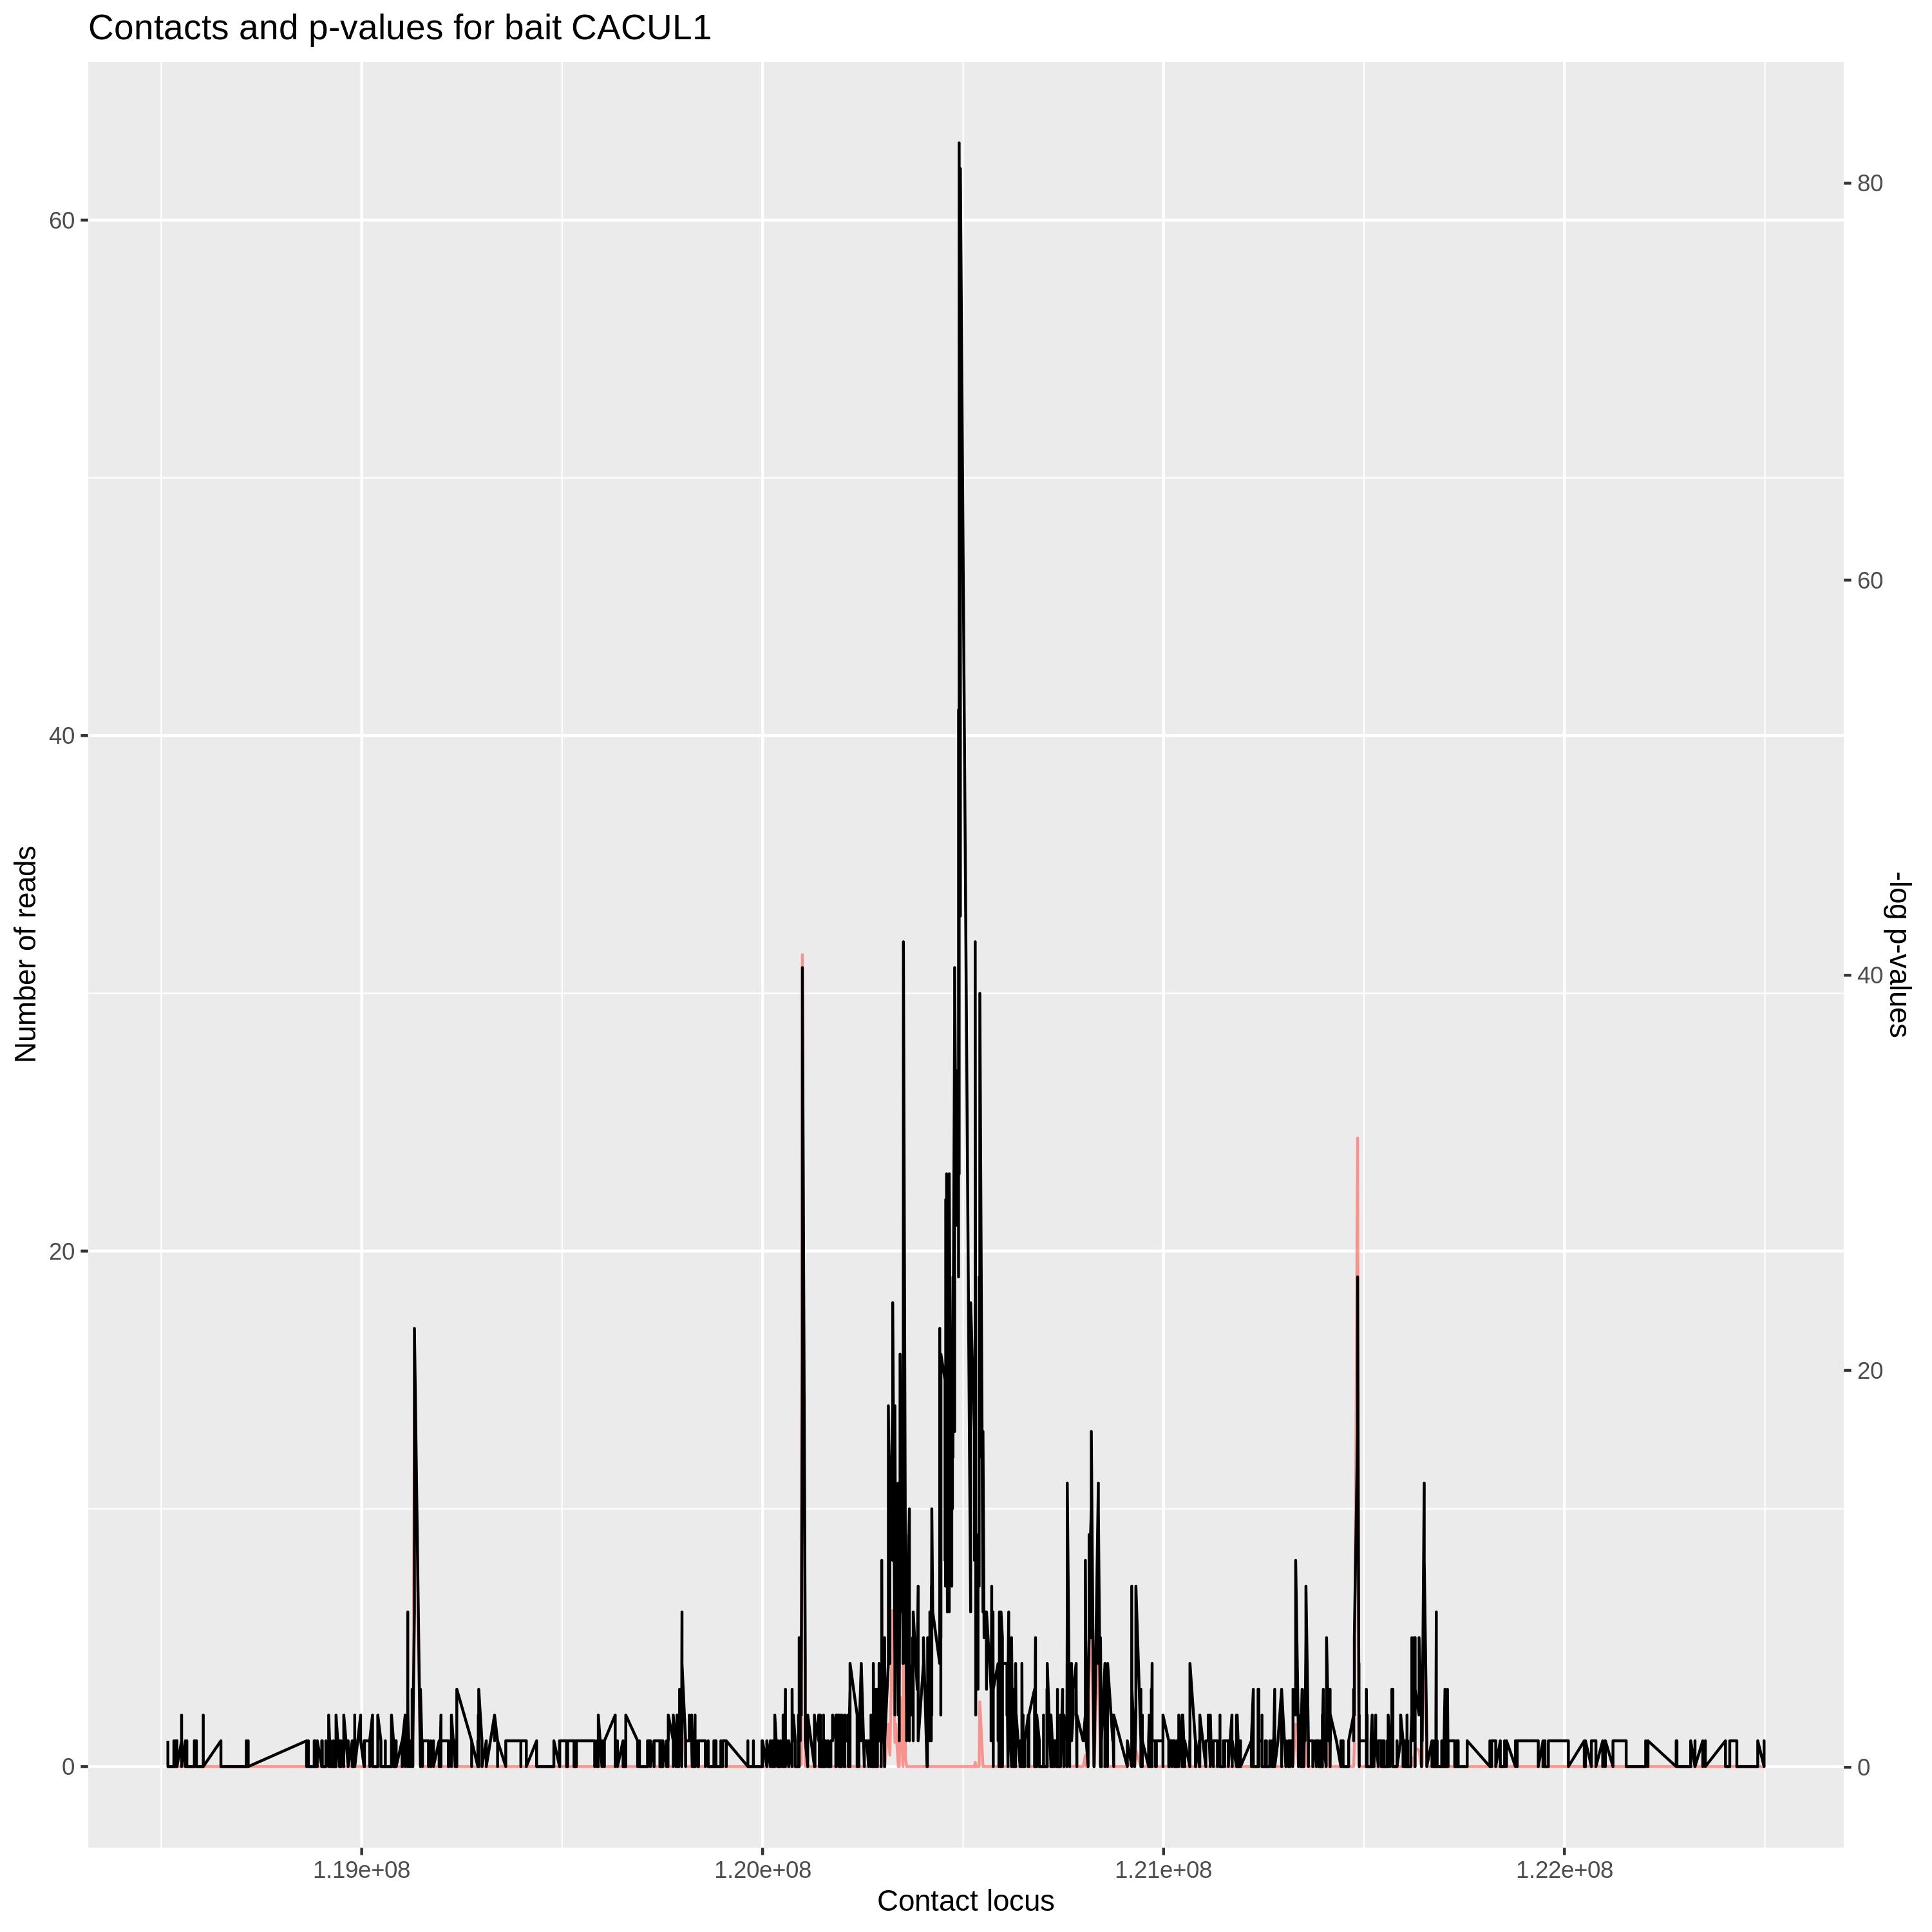 Contacts and p-values for bait CACUL1
60
40
20
0
Number of reads
80
60
40
20
0
-log p-values
1.19e+08
1.20e+08
1.21e+08
1.22e+08
Contact locus